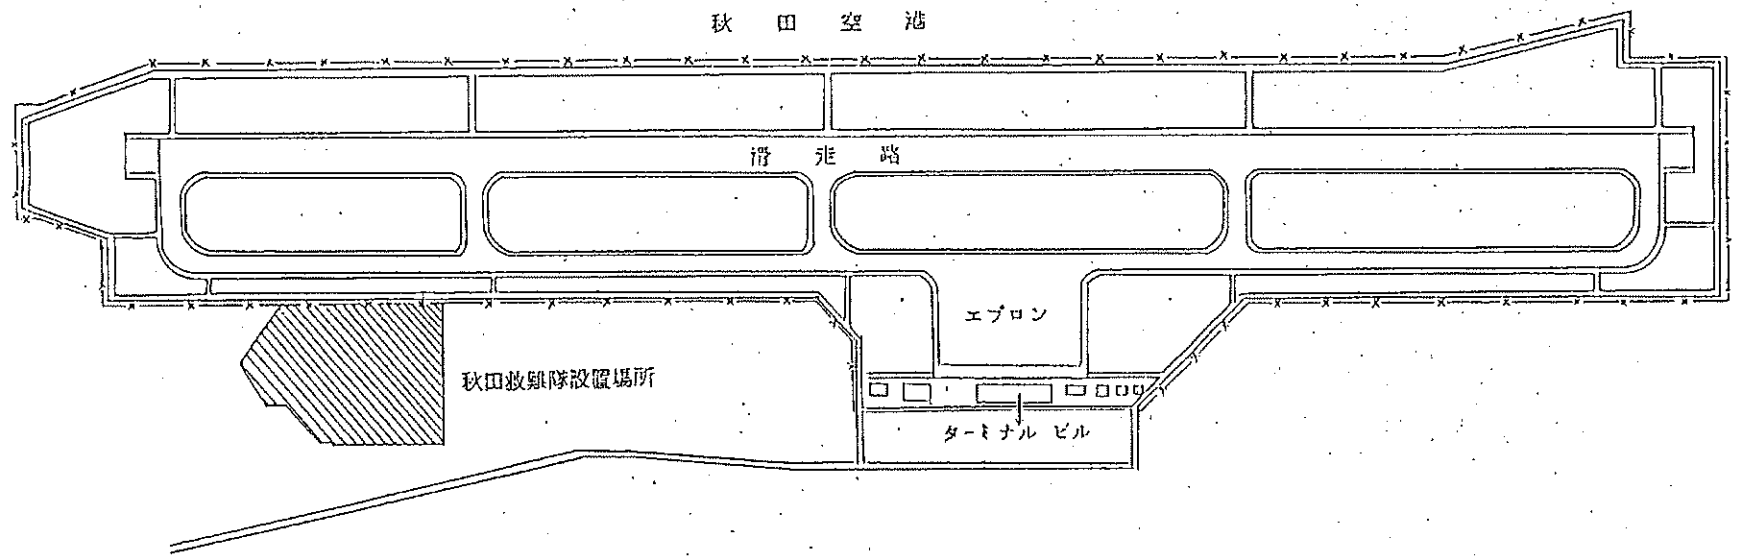 秋田空港
滑走路
エプロン
秋田救難隊設置場所
ターミナル ビル